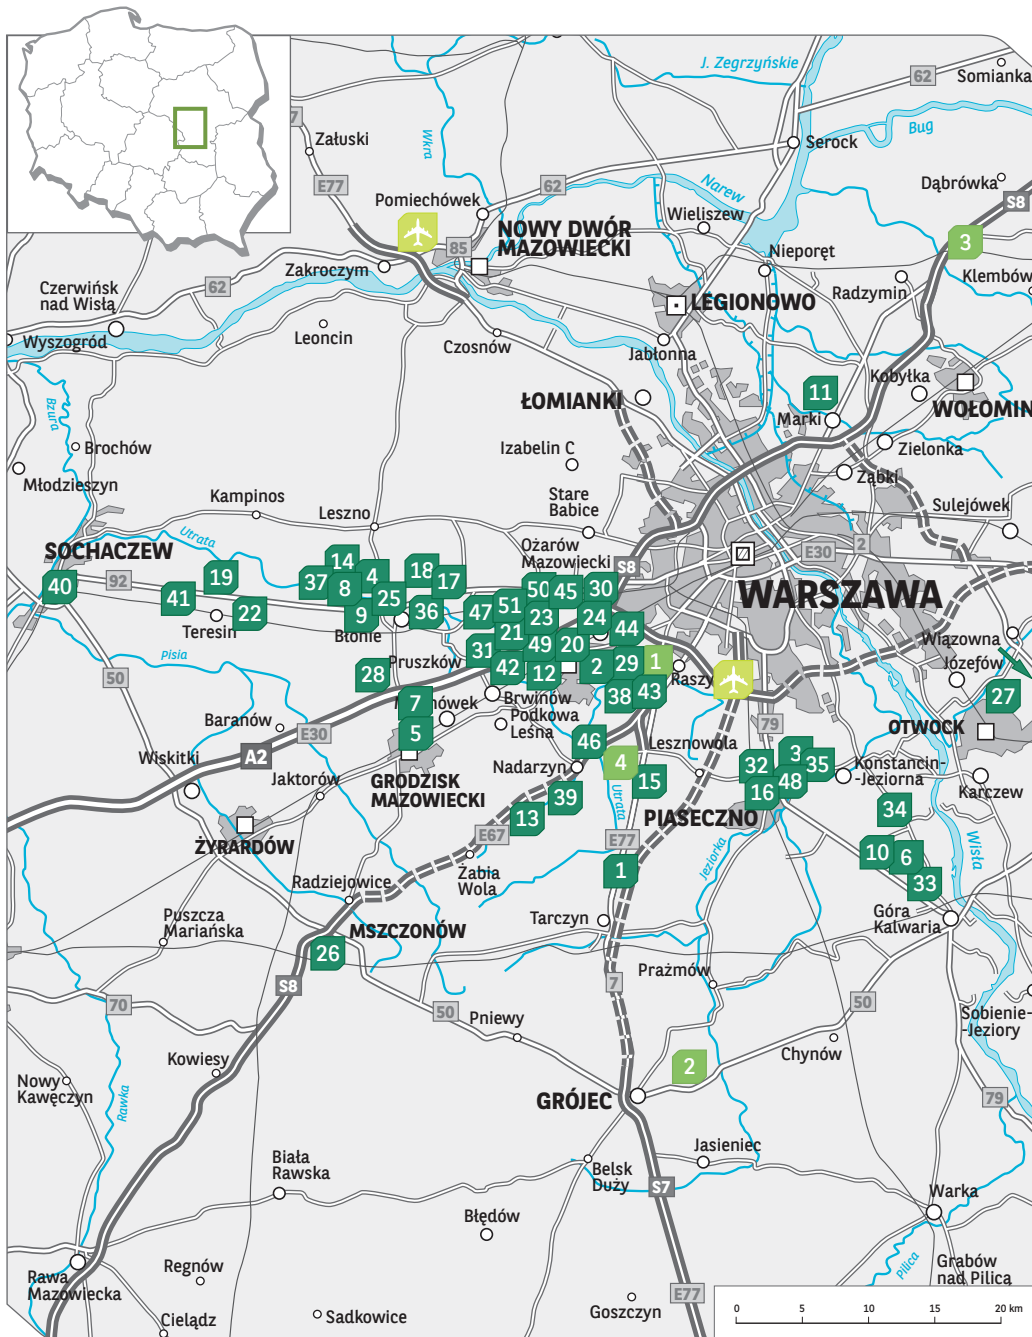 J. Zegrzyńskie
62
Somianka
7
Załuski
Wkra
Bug
Serock
E77
62
Narew
Dąbrówka
S8
Pomiechówek
Wieliszew
NOWY DWÓR
MAZOWIECKI
85
3
Nieporęt
Zakroczym
Klembów
Czerwińsk
nad Wisłą
62
Radzymin
LEGIONOWO
Leoncin
Wyszogród
Czosnów
Jabłonna
Bzura
11
Kobyłka
ŁOMIANKI
WOŁOMIN
Marki
Brochów
Izabelin C
Zielonka
Młodzieszyn
Ząbki
Kampinos
Stare
Babice
Leszno
Sulejówek
Utrata
Ożarów
Mazowiecki
SOCHACZEW
S8
E30
2
14
4
18
40
92
19
37
8
17
50
45
30
WARSZAWA
41
25
51
22
9
36
47
23
24
Teresin
Błonie
21
44
Wiązowna
Pisia
31
49
20
Józefów
Pruszków
42
12
2
29
1
50
28
Raszy
27
7
Brwinów
38
43
Baranów
M
nówek
Podkowa
Leśna
79
OTWOCK
E30
5
46
Lesznowola
3
Wiskitki
A2
Nadarzyn
4
32
35
Konstancin-
-Jeziorna
Jaktorów
GRODZISK
MAZOWIECKI
15
48
Karczew
16
39
Utrata
34
13
PIASECZNO
Wisła
ŻYRARDÓW
E67
E77
Jeziorka
10
6
Żabia
Wola
1
33
Radziejowice
Puszcza
Mariańska
Tarczyn
Góra
Kalwaria
MSZCZONÓW
26
S8
7
Prażmów
70
50
50
Sobienie-
-Jeziory
Pniewy
Chynów
Kowiesy
2
Nowy
Kawęczyn
Rawka
GRÓJEC
79
Jasieniec
Biała
Rawska
Belsk
Duży
S7
Warka
Błędów
Regnów
Pilica
Grabów
nad Pilicą
Rawa
Mazowiecka
E77
Goszczyn
Sadkowice
Cielądz
0 5 10 15 20 km